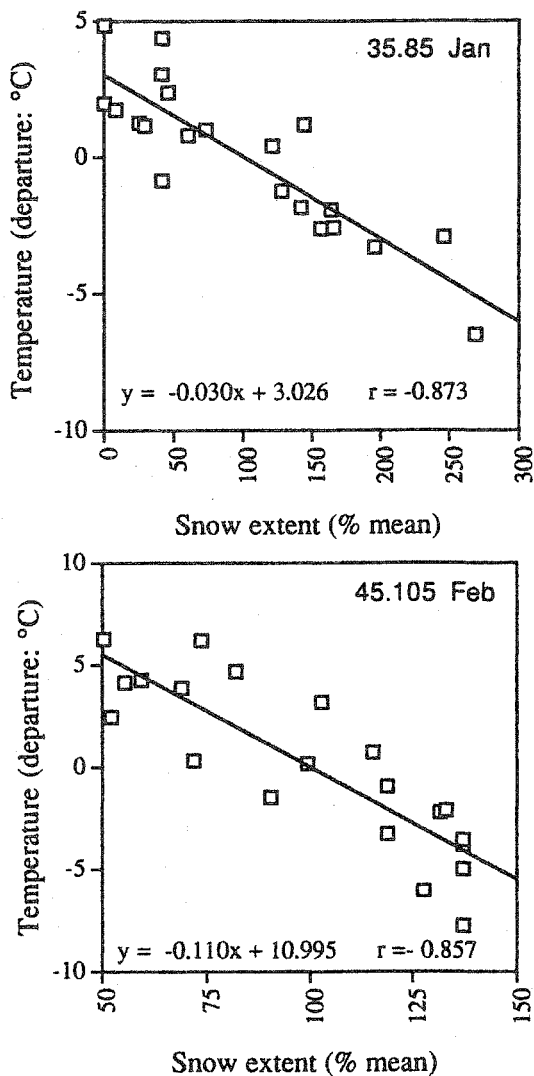 35.85 Jan
Temperature (departure: °C)
5
0
-5
-10
y = -0.030x + 3.026 r = -0.873
0 50 100 150 200 250 300
Snow extent (% mean)
45.105 Feb
Temperature (departure: °C)
10
5
0
-5
-10
y = -0.110x + 10.995 r =- 0.857
50 75 100 125 150
Snow extent (% mean)